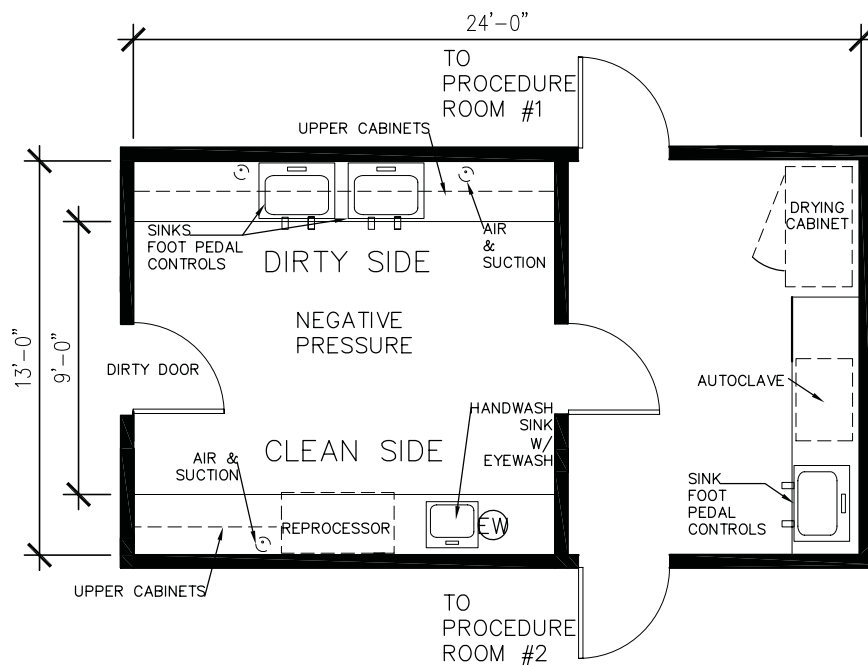 24'-0"
TO
PROCEDURE
ROOM #1
UPPER CABINETS
SINKS
FOOT PEDAL
CONTROLS
AIR
&
SUCTION
DRYING
CABINET
DIRTY SIDE
NEGATIVE
PRESSURE
13'-0"
9'-0"
DIRTY DOOR
AUTOCLAVE
HANDWASH
SINK
W/
EYEWASH
CLEAN SIDE
AIR &
SUCTION
SINK
FOOT
PEDAL
CONTROLS
REPROCESSOR
EW
UPPER CABINETS
TO
PROCEDURE
ROOM #2